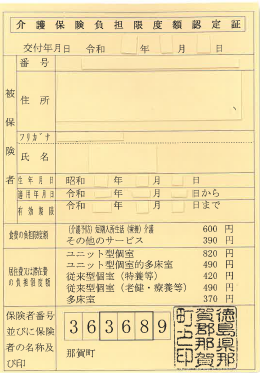 介護保険負担限度額認定証
交付年月日 令和 年 月 日
番号
被保険者
住所
フリガナ
氏名
生年月日 昭和 年 月 日
適用年月日 令和 年 月 日から
有効期限 令和 年 月 日まで
食費の負担限度額
(介護予防)短期入所生活(療養)介護 600 円
その他のサービス 390 円
居住費又は滞在費の負担限度額
ユニット型個室 820 円
ユニット型個室的多床室 490 円
従来型個室(特養等) 420 円
従来型個室(老健・療養等) 490 円
多床室 370 円
保険者番号
並びに保険
者の名称及
び印
363689
那賀町
徳島県那
賀郡那賀
町之印